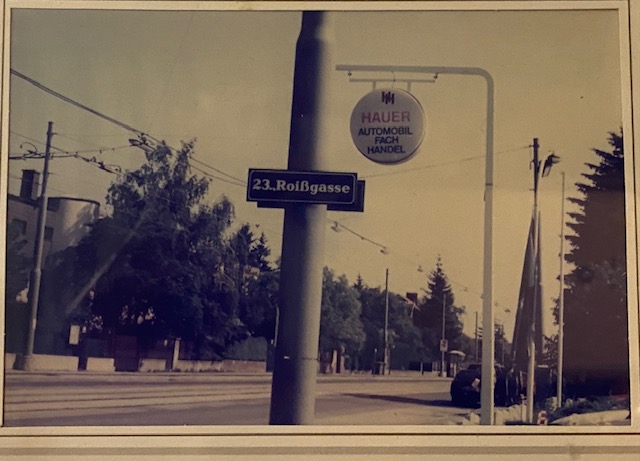 HAUER
AUTOMOBIL
FACH
HANDEL
23., Roißgasse